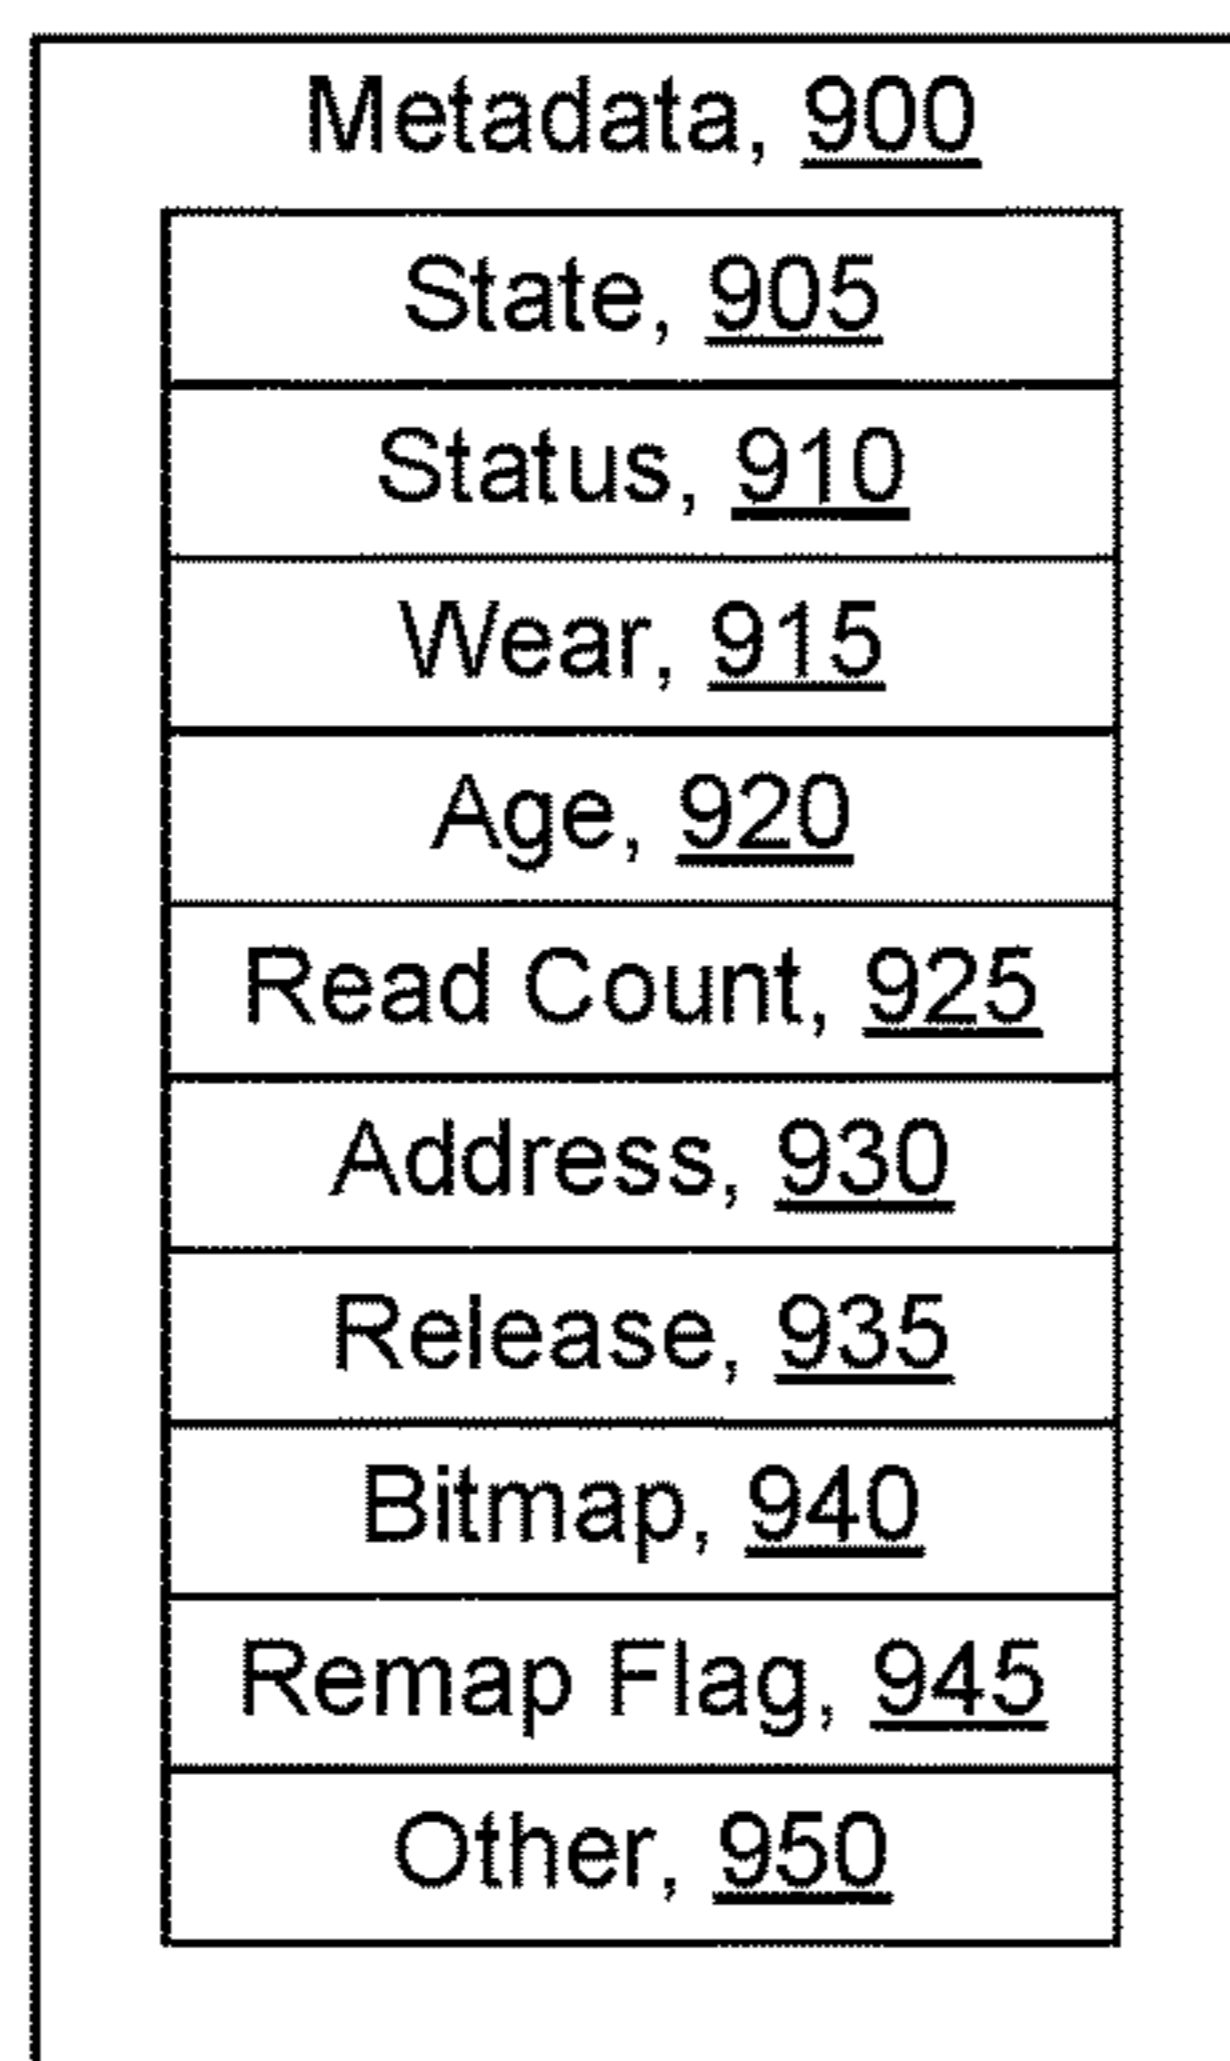 Metadata, 900
State, 905
Status, 910
Wear, 915
Age, 920
Read Count, 925
Address, 930
Release, 935
Bitmap, 940
Remap Flag, 945
Other, 950